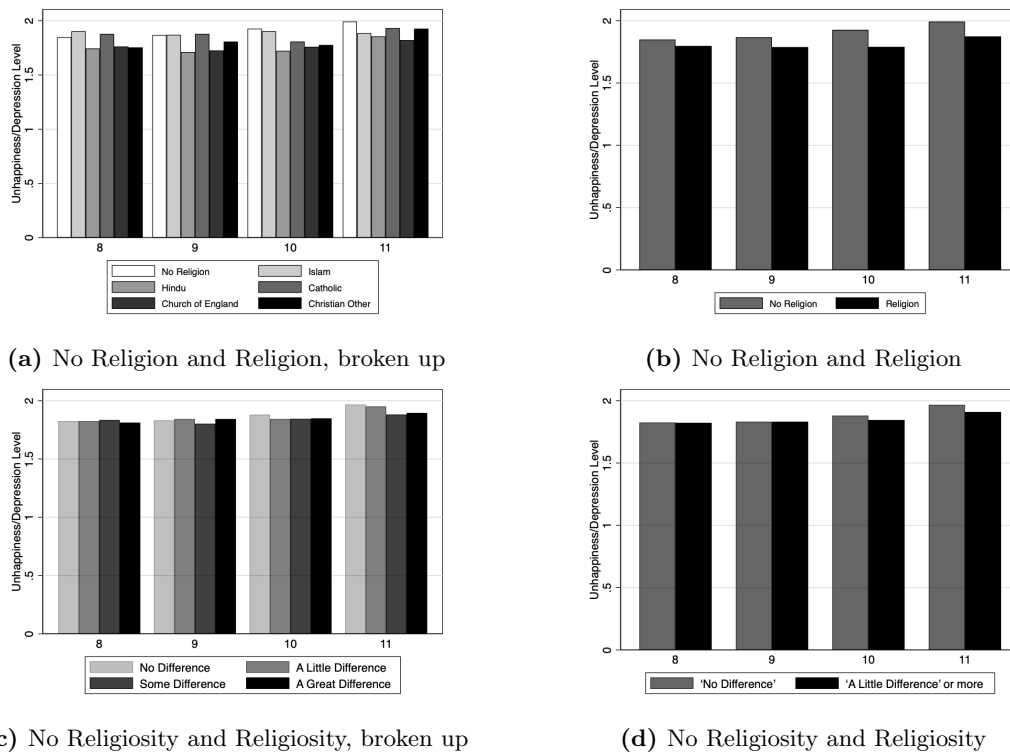 Unhappiness/Depression Level
2
1.5
1
.5
0
8 9 10 11
No Religion Islam
Hindu Catholic
Church of England Christian Other
(a) No Religion and Religion, broken up
Unhappiness/Depression Level
2
1.5
1
.5
0
8 9 10 11
No Religion Religion
(b) No Religion and Religion
Unhappiness/Depression Level
2
1.5
1
.5
0
8 9 10 11
No Difference A Little Difference
Some Difference A Great Difference
c) No Religiosity and Religiosity, broken up
Unhappiness/Depression Level
2
1.5
1
.5
0
8 9 10 11
'No Difference' 'A Little Difference' or more
(d) No Religiosity and Religiosity